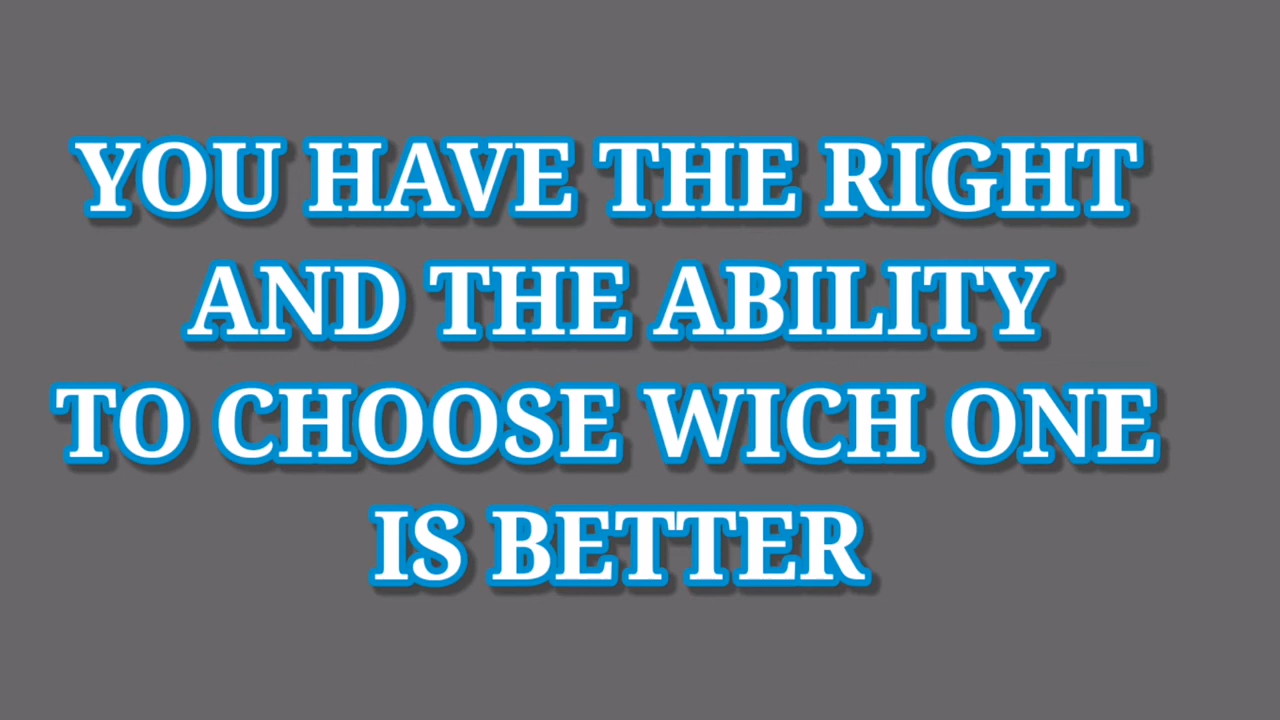 YOU HAVE THE RIGHT
AND THE ABILITY
TO CHOOSE WICH ONE
IS BETTER